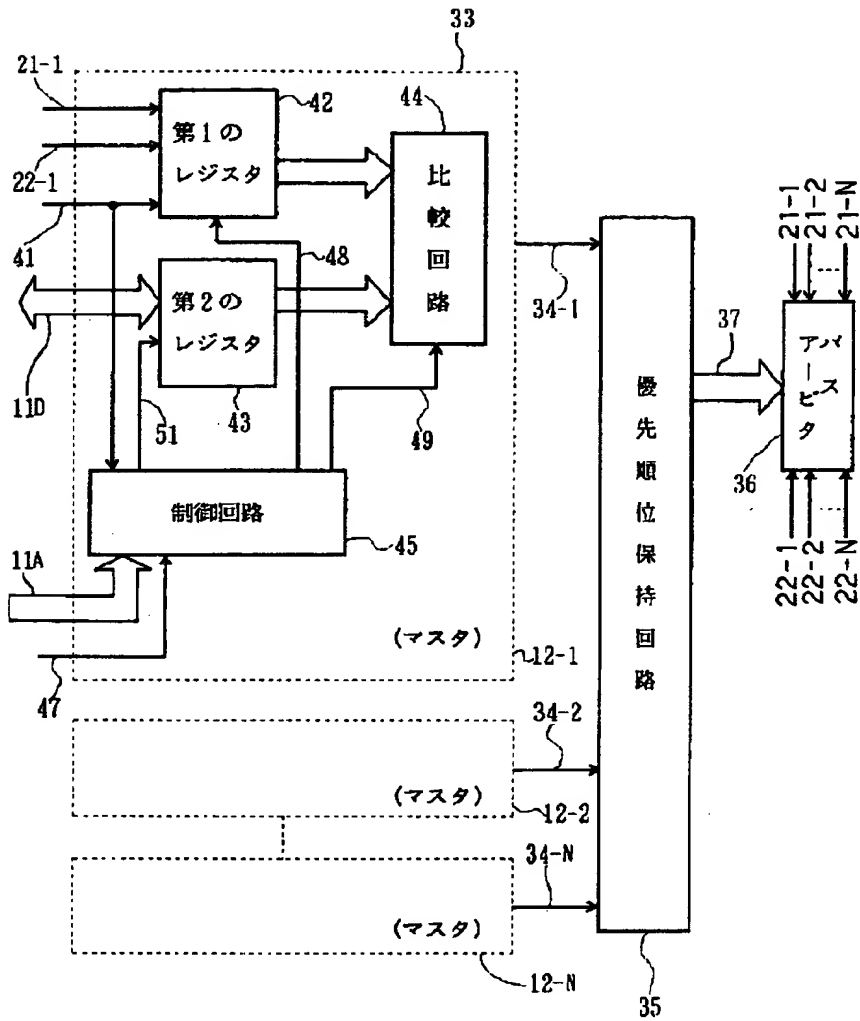 33
21-1
22-1
41
第1の
レジスタ
42
44
比較回路
48
11D
第2の
レジスタ
43
51
49
制御回路
45
11A
47
(マスタ)
12-1
34-1
34-2
(マスタ)
12-2
34-N
(マスタ)
12-N
優先順位保持回路
35
37
21-1
21-2
21-N
バス
アービタ
36
22-1
22-2
22-N